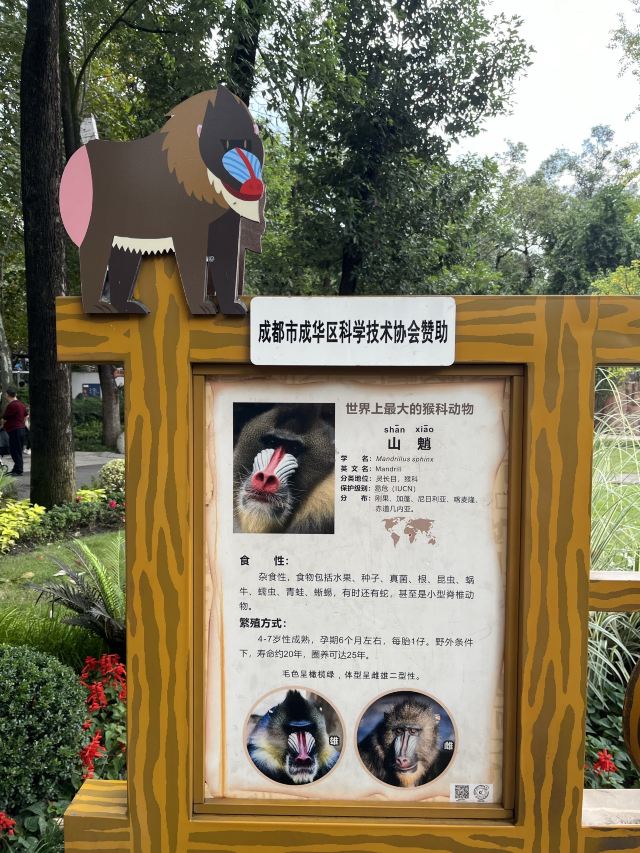 成都市成华区科学技术协会赞助
世界上最大的猴科动物
shān xiāo
山 魈
学 名：Mandrillus sphinx
英 文 名：Mandrill
分类地位：灵长目，猴科
保护级别：易危（IUCN）
分 布：刚果、加蓬、尼日利亚、喀麦隆、
赤道几内亚。
食 性：
杂食性，食物包括水果、种子、真菌、根、昆虫、蜗
牛、蠕虫、青蛙、蜥蜴，有时还有蛇，甚至是小型脊椎动
物。
繁殖方式：
4-7岁性成熟，孕期6个月左右，每胎1仔。野外条件
下，寿命约20年，圈养可达25年。
毛色呈橄榄绿，体型呈雌雄二型性。
雄
雌